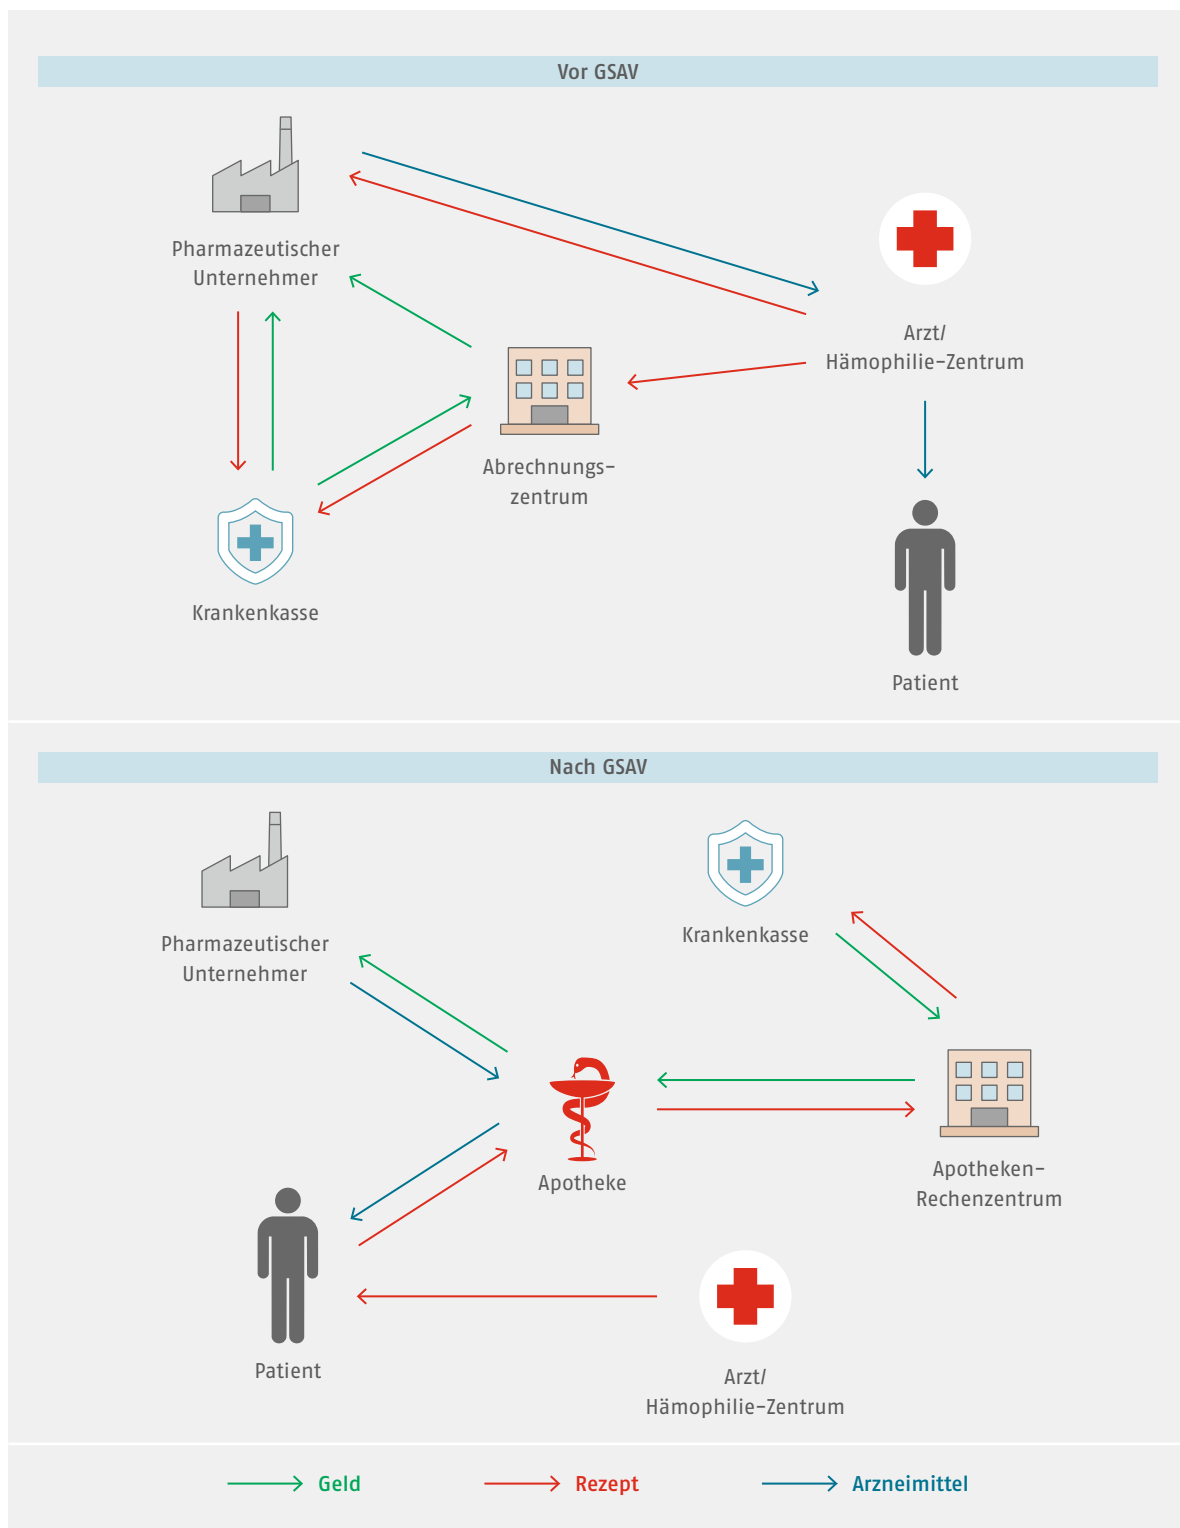 Vor GSAV
Pharmazeutischer
Unternehmer
Arzt/
Hämophilie-Zentrum
Abrechnungs-
zentrum
Krankenkasse
Patient
Nach GSAV
Pharmazeutischer
Unternehmer
Krankenkasse
Apotheke
Apotheken-
Rechenzentrum
Patient
Arzt/
Hämophilie-Zentrum
Geld
Rezept
Arzneimittel